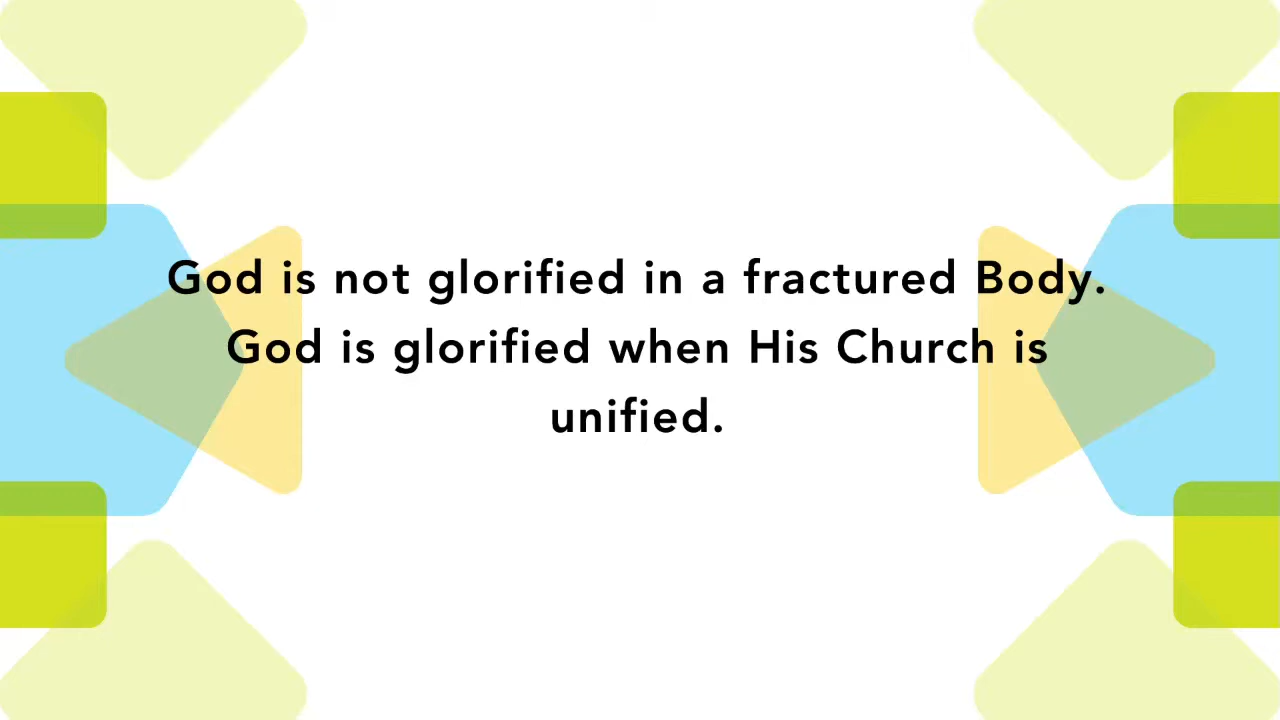 God is not glorified in a fractured Body.
God is glorified when His Church is
unified.